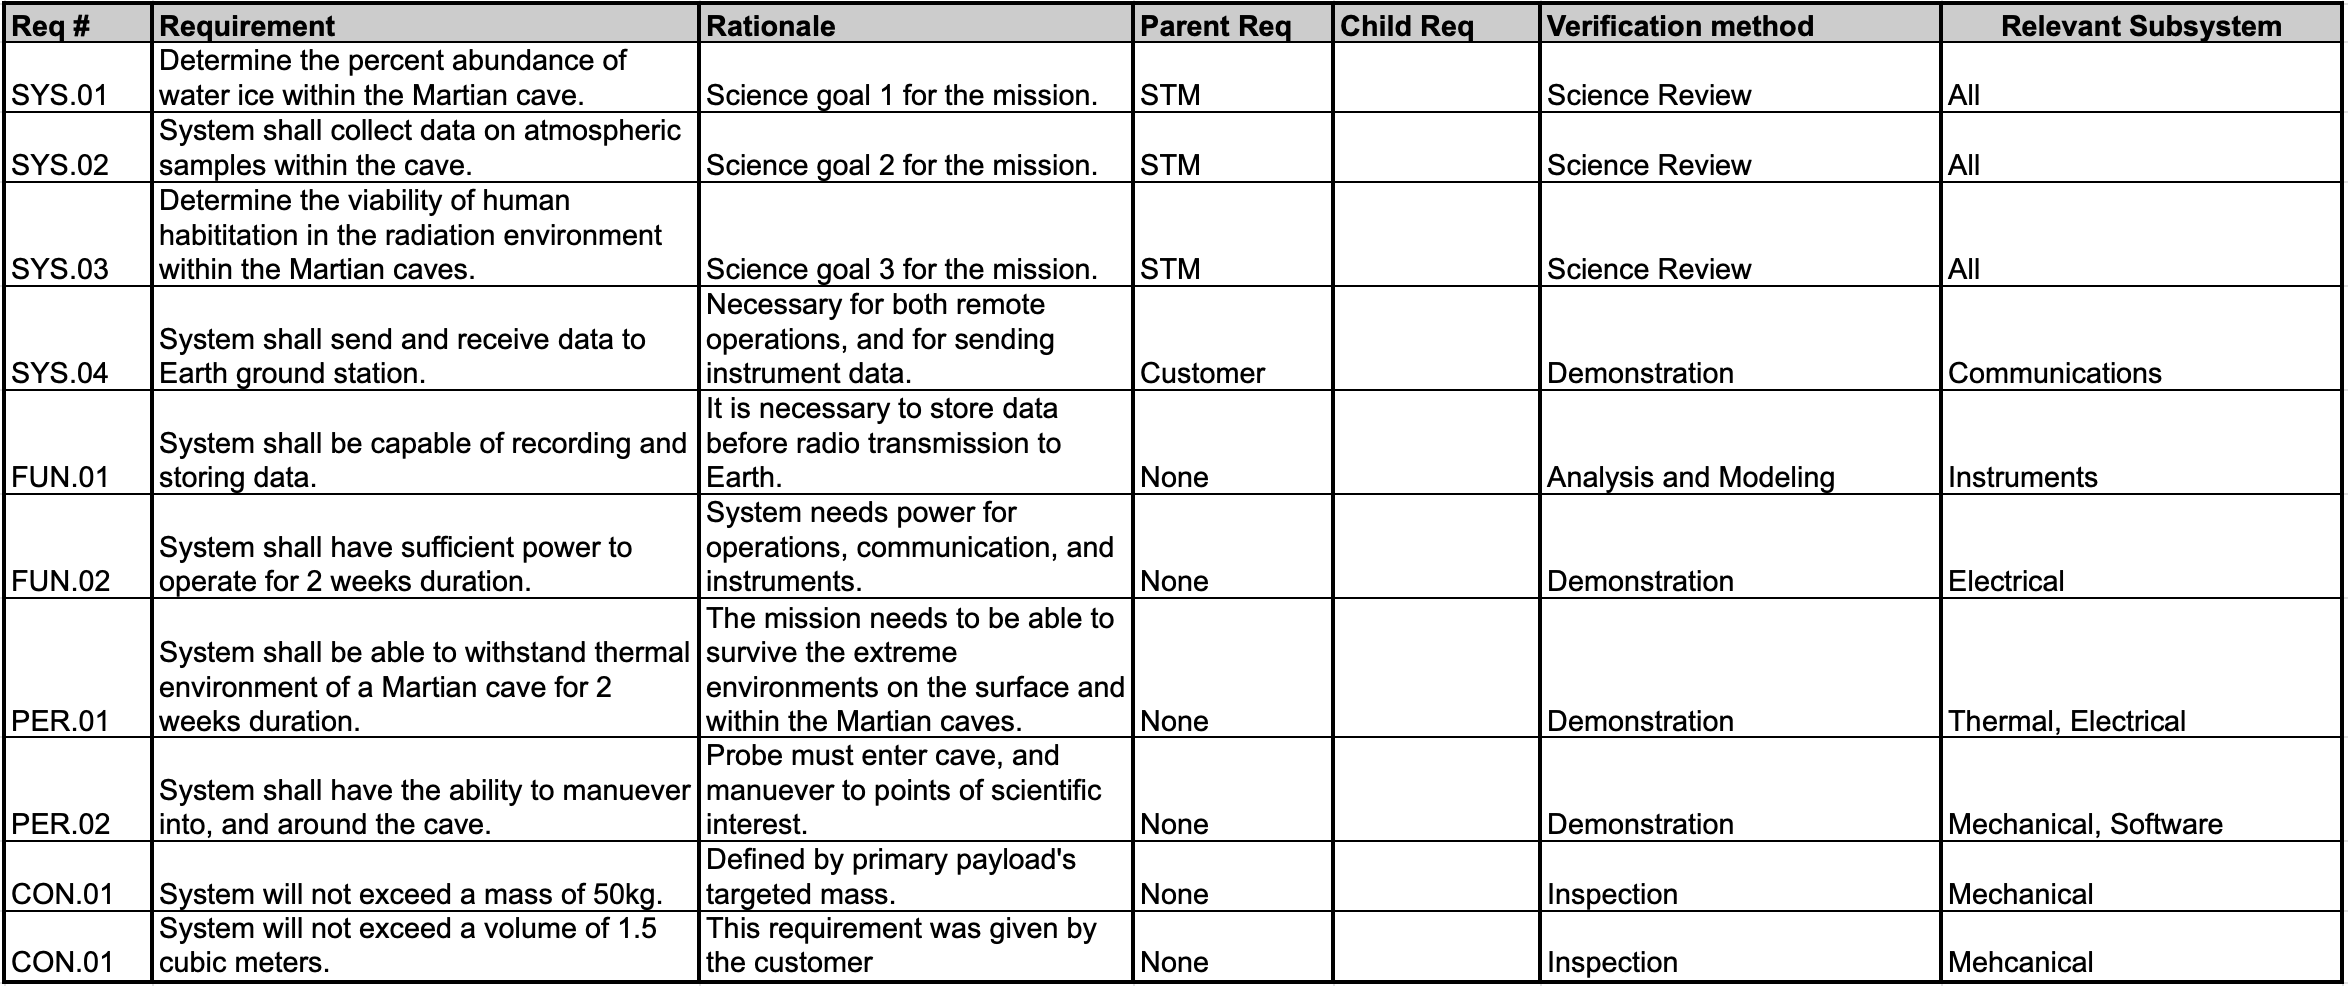 Req # Requirement Rationale Parent Req Child Req Verification method Relevant Subsystem
Determine the percent abundance of
SYS.01 water ice within the Martian cave. Science goal 1 for the mission. STM Science Review All
System shall collect data on atmospheric
SYS.02 samples within the cave. Science goal 2 for the mission. STM Science Review All
Determine the viability of human
habititation in the radiation environment
SYS.03 within the Martian caves. Science goal 3 for the mission. STM Science Review All
Necessary for both remote
System shall send and receive data to operations, and for sending
SYS.04 Earth ground station. instrument data. Customer Demonstration Communications
It is necessary to store data
System shall be capable of recording and before radio transmission to
FUN.01 storing data. Earth. None Analysis and Modeling Instruments
System needs power for
System shall have sufficient power to operations, communication, and
FUN.02 operate for 2 weeks duration. instruments. None Demonstration Electrical
The mission needs to be able to
System shall be able to withstand thermal survive the extreme
environment of a Martian cave for 2 environments on the surface and
PER.01 weeks duration. within the Martian caves. None Demonstration Thermal, Electrical
Probe must enter cave, and
System shall have the ability to manuever manuever to points of scientific
PER.02 into, and around the cave. interest. None Demonstration Mechanical, Software
Defined by primary payload's
CON.01 System will not exceed a mass of 50kg. targeted mass. None Inspection Mechanical
System will not exceed a volume of 1.5 This requirement was given by
CON.01 cubic meters. the customer None Inspection Mehcanical